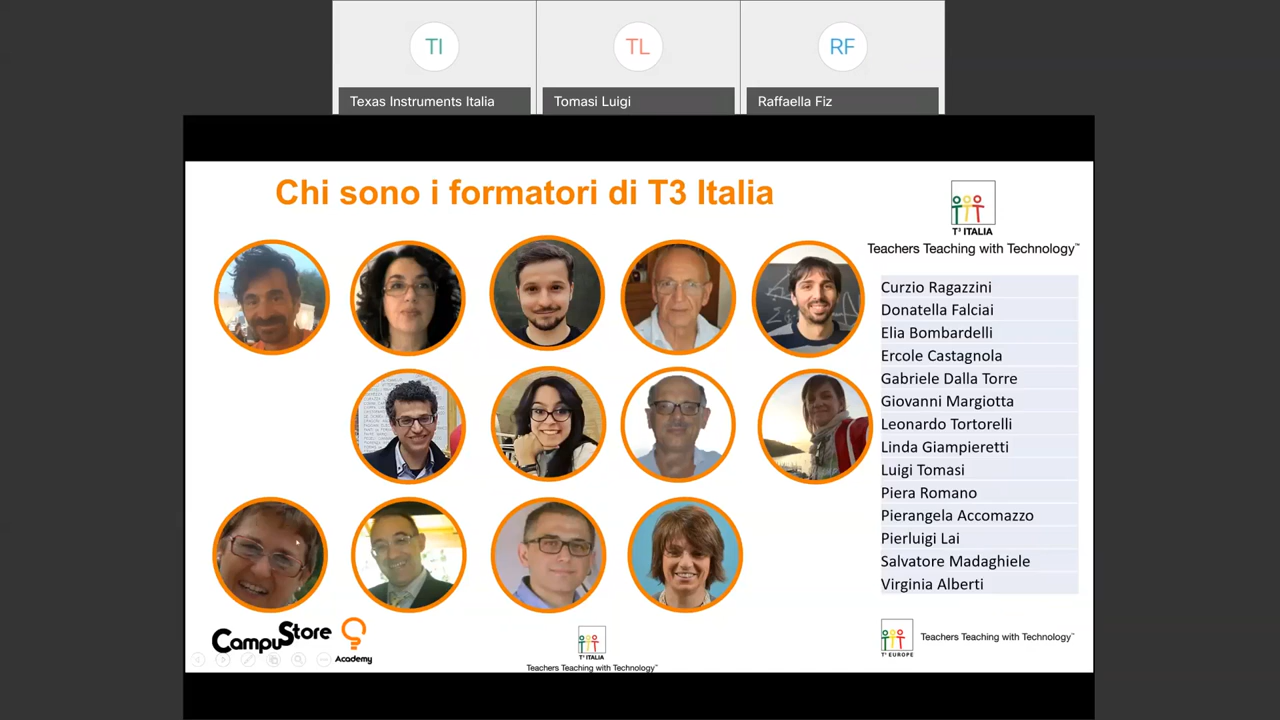 TI
TL
RF
Texas Instruments Italia
Tomasi Luigi
Raffaella Fiz
Chi sono i formatori di T3 Italia
T³ ITALIA
Teachers Teaching with Technology™
Curzio Ragazzini
Donatella Falciai
Elia Bombardelli
Ercole Castagnola
Gabriele Dalla Torre
Giovanni Margiotta
Leonardo Tortorelli
Linda Giampieretti
Luigi Tomasi
Piera Romano
Pierangela Accomazzo
Pierluigi Lai
Salvatore Madaghiele
Virginia Alberti
CampuStore
Academy
T³ ITALIA
Teachers Teaching with Technology™
T³ EUROPE
Teachers Teaching with Technology™